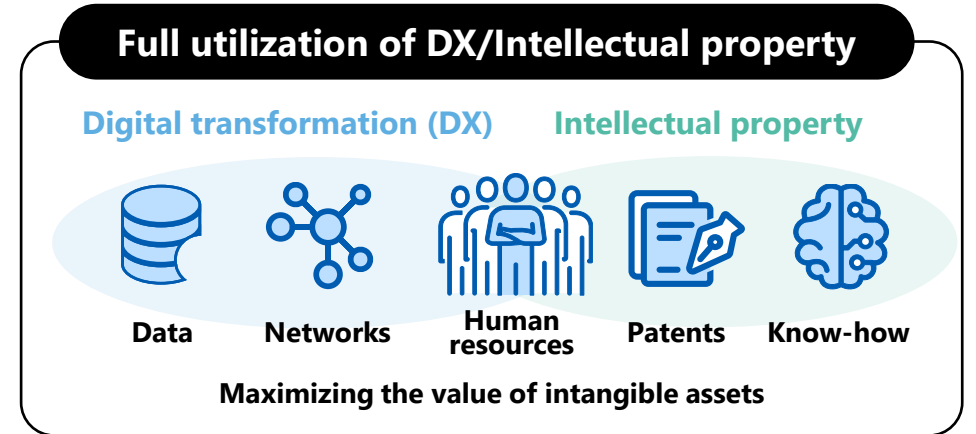 Full utilization of DX/Intellectual property
Digital transformation (DX)
Intellectual property
Data
Networks
Human
resources
Patents
Know-how
Maximizing the value of intangible assets